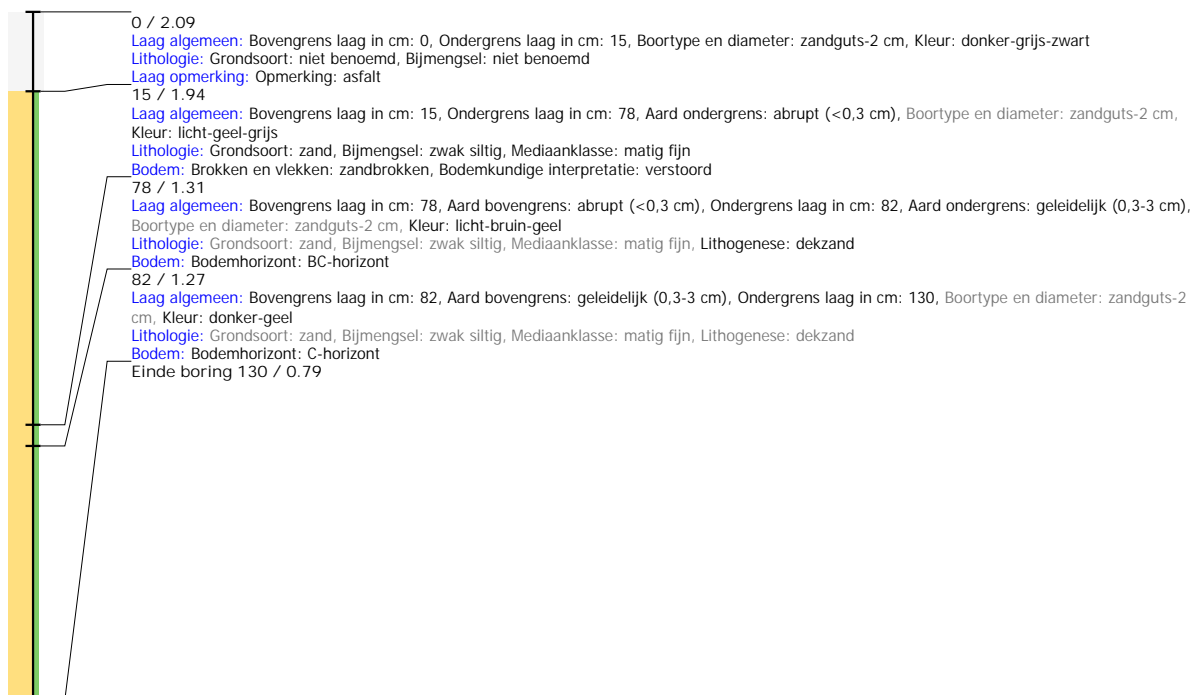 0 / 2.09
Laag algemeen: Bovengrens laag in cm: 0, Ondergrens laag in cm: 15, Boortype en diameter: zandguts-2 cm, Kleur: donker-grijs-zwart
Lithologie: Grondsoort: niet benoemd, Bijmengsel: niet benoemd
Laag opmerking: Opmerking: asfalt
15 / 1.94
Laag algemeen: Bovengrens laag in cm: 15, Ondergrens laag in cm: 78, Aard ondergrens: abrupt (<0,3 cm), Boortype en diameter: zandguts-2 cm,
Kleur: licht-geel-grijs
Lithologie: Grondsoort: zand, Bijmengsel: zwak siltig, Mediaanklasse: matig fijn
Bodem: Brokken en vlekken: zandbrokken, Bodemkundige interpretatie: verstoord
78 / 1.31
Laag algemeen: Bovengrens laag in cm: 78, Aard bovengrens: abrupt (<0,3 cm), Ondergrens laag in cm: 82, Aard ondergrens: geleidelijk (0,3-3 cm),
Boortype en diameter: zandguts-2 cm, Kleur: licht-bruin-geel
Lithologie: Grondsoort: zand, Bijmengsel: zwak siltig, Mediaanklasse: matig fijn, Lithogenese: dekzand
Bodem: Bodemhorizont: BC-horizont
82 / 1.27
Laag algemeen: Bovengrens laag in cm: 82, Aard bovengrens: geleidelijk (0,3-3 cm), Ondergrens laag in cm: 130, Boortype en diameter: zandguts-2
cm, Kleur: donker-geel
Lithologie: Grondsoort: zand, Bijmengsel: zwak siltig, Mediaanklasse: matig fijn, Lithogenese: dekzand
Bodem: Bodemhorizont: C-horizont
Einde boring 130 / 0.79